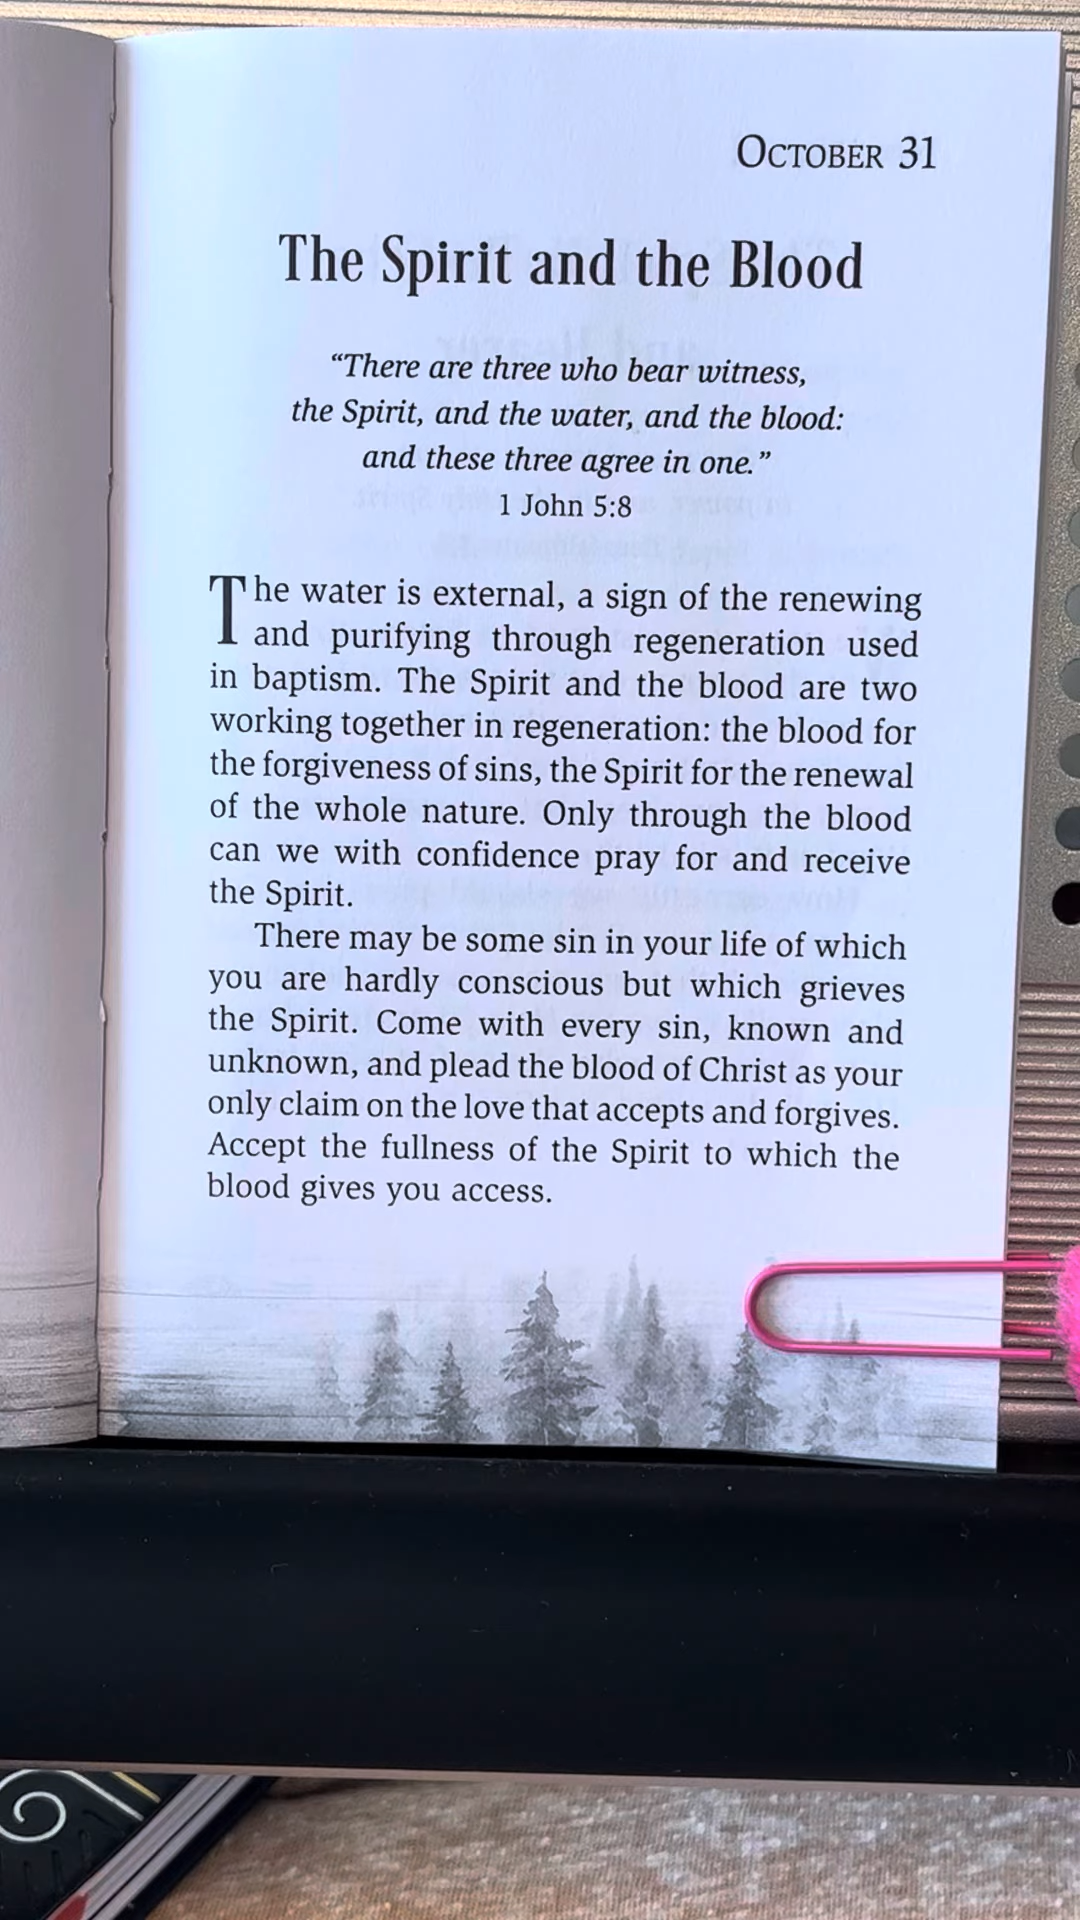 October 31
The Spirit and the Blood
“There are three who bear witness,
the Spirit, and the water, and the blood:
and these three agree in one.”
1 John 5:8
The water is external, a sign of the renewing
and purifying through regeneration used
in baptism. The Spirit and the blood are two
working together in regeneration: the blood for
the forgiveness of sins, the Spirit for the renewal
of the whole nature. Only through the blood
can we with confidence pray for and receive
the Spirit.
There may be some sin in your life of which
you are hardly conscious but which grieves
the Spirit. Come with every sin, known and
unknown, and plead the blood of Christ as your
only claim on the love that accepts and forgives.
Accept the fullness of the Spirit to which the
blood gives you access.